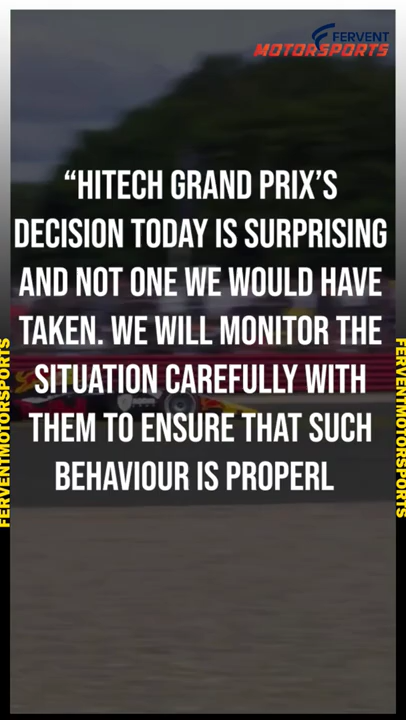 FERVENT
MOTORSPORTS
“HITECH GRAND PRIX’S
DECISION TODAY IS SURPRISING
AND NOT ONE WE WOULD HAVE
TAKEN. WE WILL MONITOR THE
SITUATION CAREFULLY WITH
THEM TO ENSURE THAT SUCH
BEHAVIOUR IS PROPERL
FERVENTMOTORSPORTS
FERVENTMOTORSPORTS